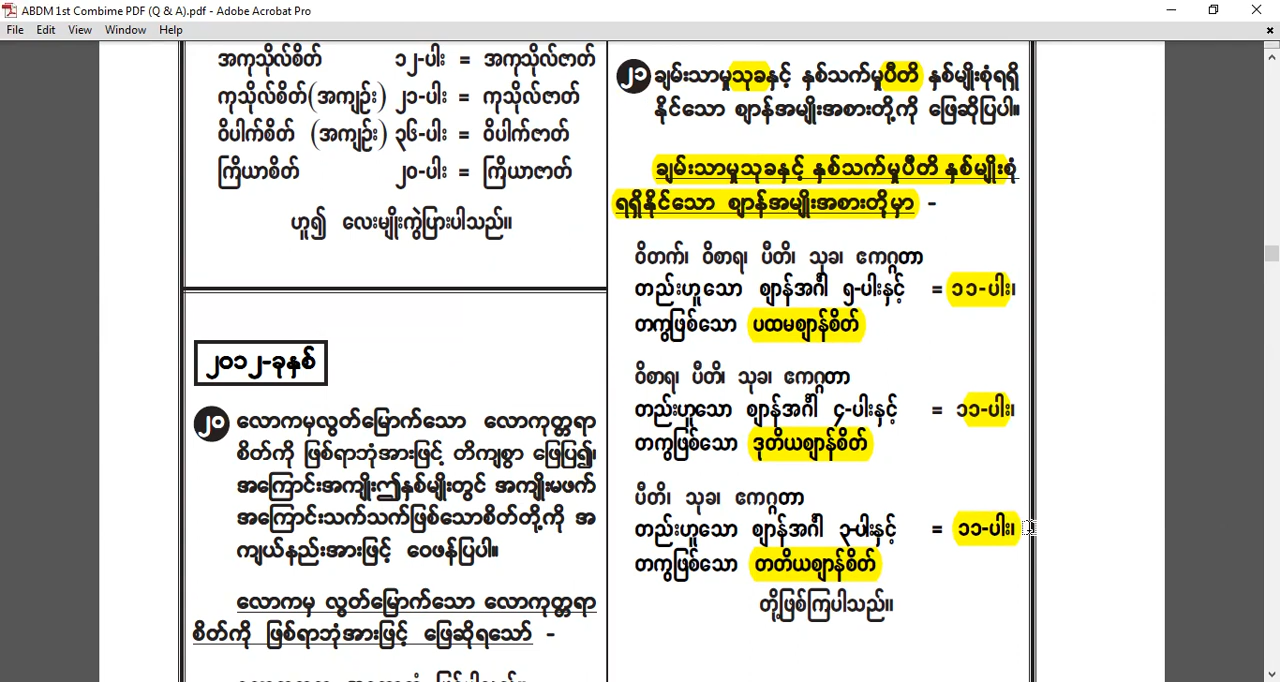 ABDM 1st Combime PDF (Q & A).pdf - Adobe Acrobat Pro
File Edit View Window Help
အကုသိုလ်စိတ် ၁၂-ပါး = အကုသိုလ်ဇာတ်
ကုသိုလ်စိတ်(အကျဉ်း) ၂၁-ပါး = ကုသိုလ်ဇာတ်
ဝိပါက်စိတ် (အကျဉ်း) ၃၆-ပါး = ဝိပါက်ဇာတ်
ကြိယာစိတ် ၂၀-ပါး = ကြိယာဇာတ်
ဟူ၍ လေးမျိုးကွဲပြားပါသည်။
၂၀၁၂-ခုနှစ်
၂၀ လောကမှလွတ်မြောက်သော လောကုတ္တရာ
စိတ်ကို ဖြစ်ရာဘုံအားဖြင့် တိကျစွာ ဖြေပြ၍၊
အကြောင်းအကျိုးဤနှစ်မျိုးတွင် အကျိုးမဖက်
အကြောင်းသက်သက်ဖြစ်သောစိတ်တို့ကို အ
ကျယ်နည်းအားဖြင့် ဝေဖန်ပြပါ။
လောကမှ လွတ်မြောက်သော လောကုတ္တရာ
စိတ်ကို ဖြစ်ရာဘုံအားဖြင့် ဖြေဆိုရသော် -
၂၁ ချမ်းသာမှုသုခနှင့် နှစ်သက်မှုပီတိ နှစ်မျိုးစုံရရှိ
နိုင်သော ဈာန်အမျိုးအစားတို့ကို ဖြေဆိုပြပါ။
ချမ်းသာမှုသုခနှင့် နှစ်သက်မှုပီတိ နှစ်မျိုးစုံ
ရရှိနိုင်သော ဈာန်အမျိုးအစားတို့မှာ -
ဝိတက်၊ ဝိစာရ၊ ပီတိ၊ သုခ၊ ဧကဂ္ဂတာ
တည်းဟူသော ဈာန်အင်္ဂါ ၅-ပါးနှင့် = ၁၁-ပါး၊
တကွဖြစ်သော ပထမဈာန်စိတ်
ဝိစာရ၊ ပီတိ၊ သုခ၊ ဧကဂ္ဂတာ
တည်းဟူသော ဈာန်အင်္ဂါ ၄-ပါးနှင့် = ၁၁-ပါး၊
တကွဖြစ်သော ဒုတိယဈာန်စိတ်
ပီတိ၊ သုခ၊ ဧကဂ္ဂတာ
တည်းဟူသော ဈာန်အင်္ဂါ ၃-ပါးနှင့် = ၁၁-ပါး၊
တကွဖြစ်သော တတိယဈာန်စိတ်
တို့ဖြစ်ကြပါသည်။